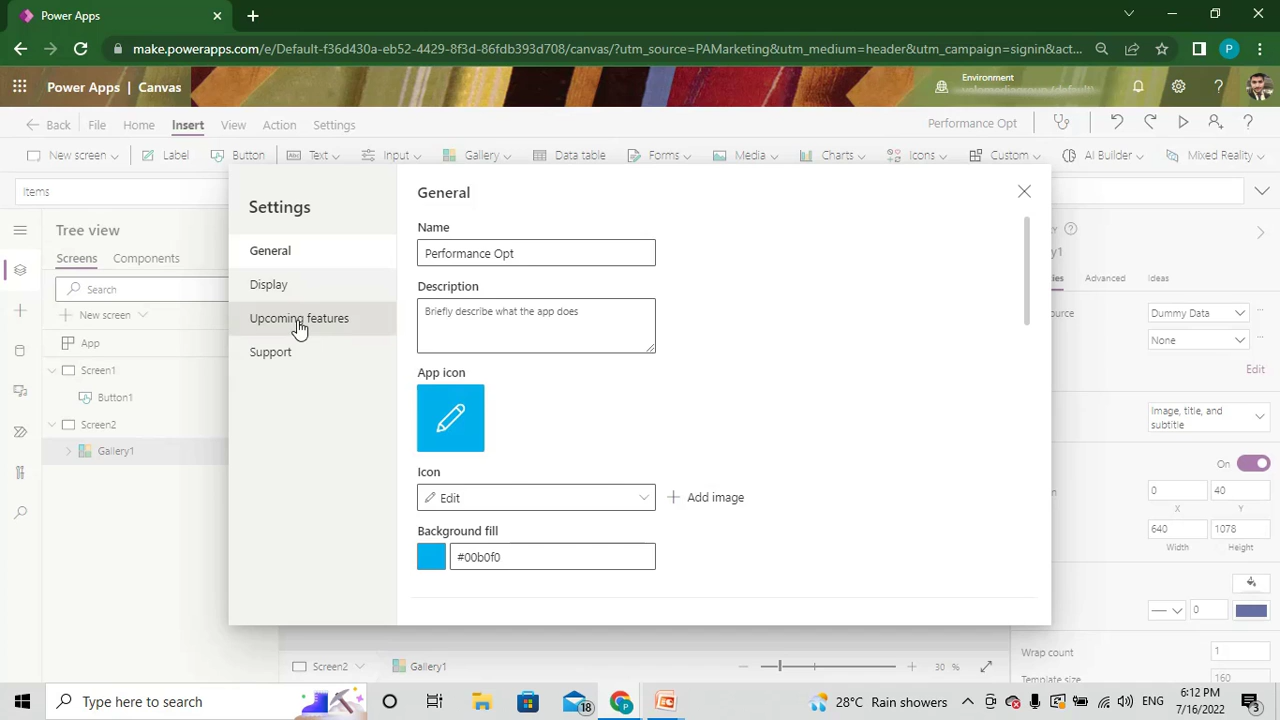 Power Apps
make.powerapps.com/e/Default-f36d430a-eb52-4429-8f3d-86fdeb393d708/canvas/?utm_source=PAMarketing&utm_medium=header&utm_campaign=signin&act...
P
Power Apps | Canvas
Environment
Back File Home Insert View Action Settings
Performance Opt
New screen Label Button Text Input Gallery Data table Forms Media Charts Icons Custom AI Builder Mixed Reality
Items
Tree view
Screens Components
Search
New screen
App
Screen1
Button1
Screen2
Gallery1
Settings
General
Display
Upcoming features
Support
General
Name
Performance Opt
Description
Briefly describe what the app does
App icon
Icon
Edit
Add image
Background fill
#00b0f0
Advanced Ideas
Dummy Data
None
Edit
Image, title, and
subtitle
On
0 40
X Y
640 1078
Width Height
0
Wrap count 1
Template size 160
Screen2 Gallery1
30 %
Type here to search
18
28°C Rain showers
ENG
6:12 PM
7/16/2022
3